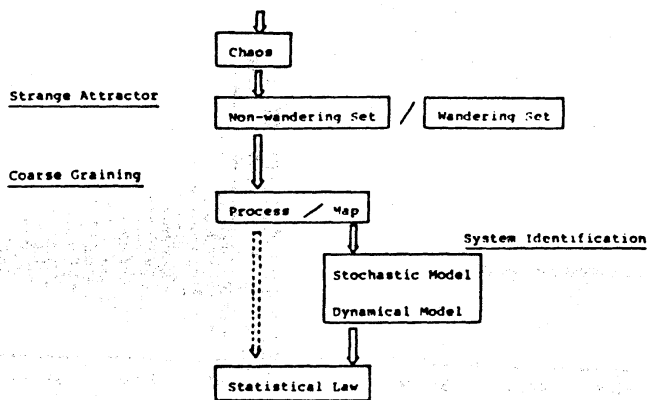 Chaos
Strange Attractor
Non-wandering Set / Wandering Set
Coarse Graining
Process / Map
System Identification
Stochastic Model
Dynamical Model
Statistical Law